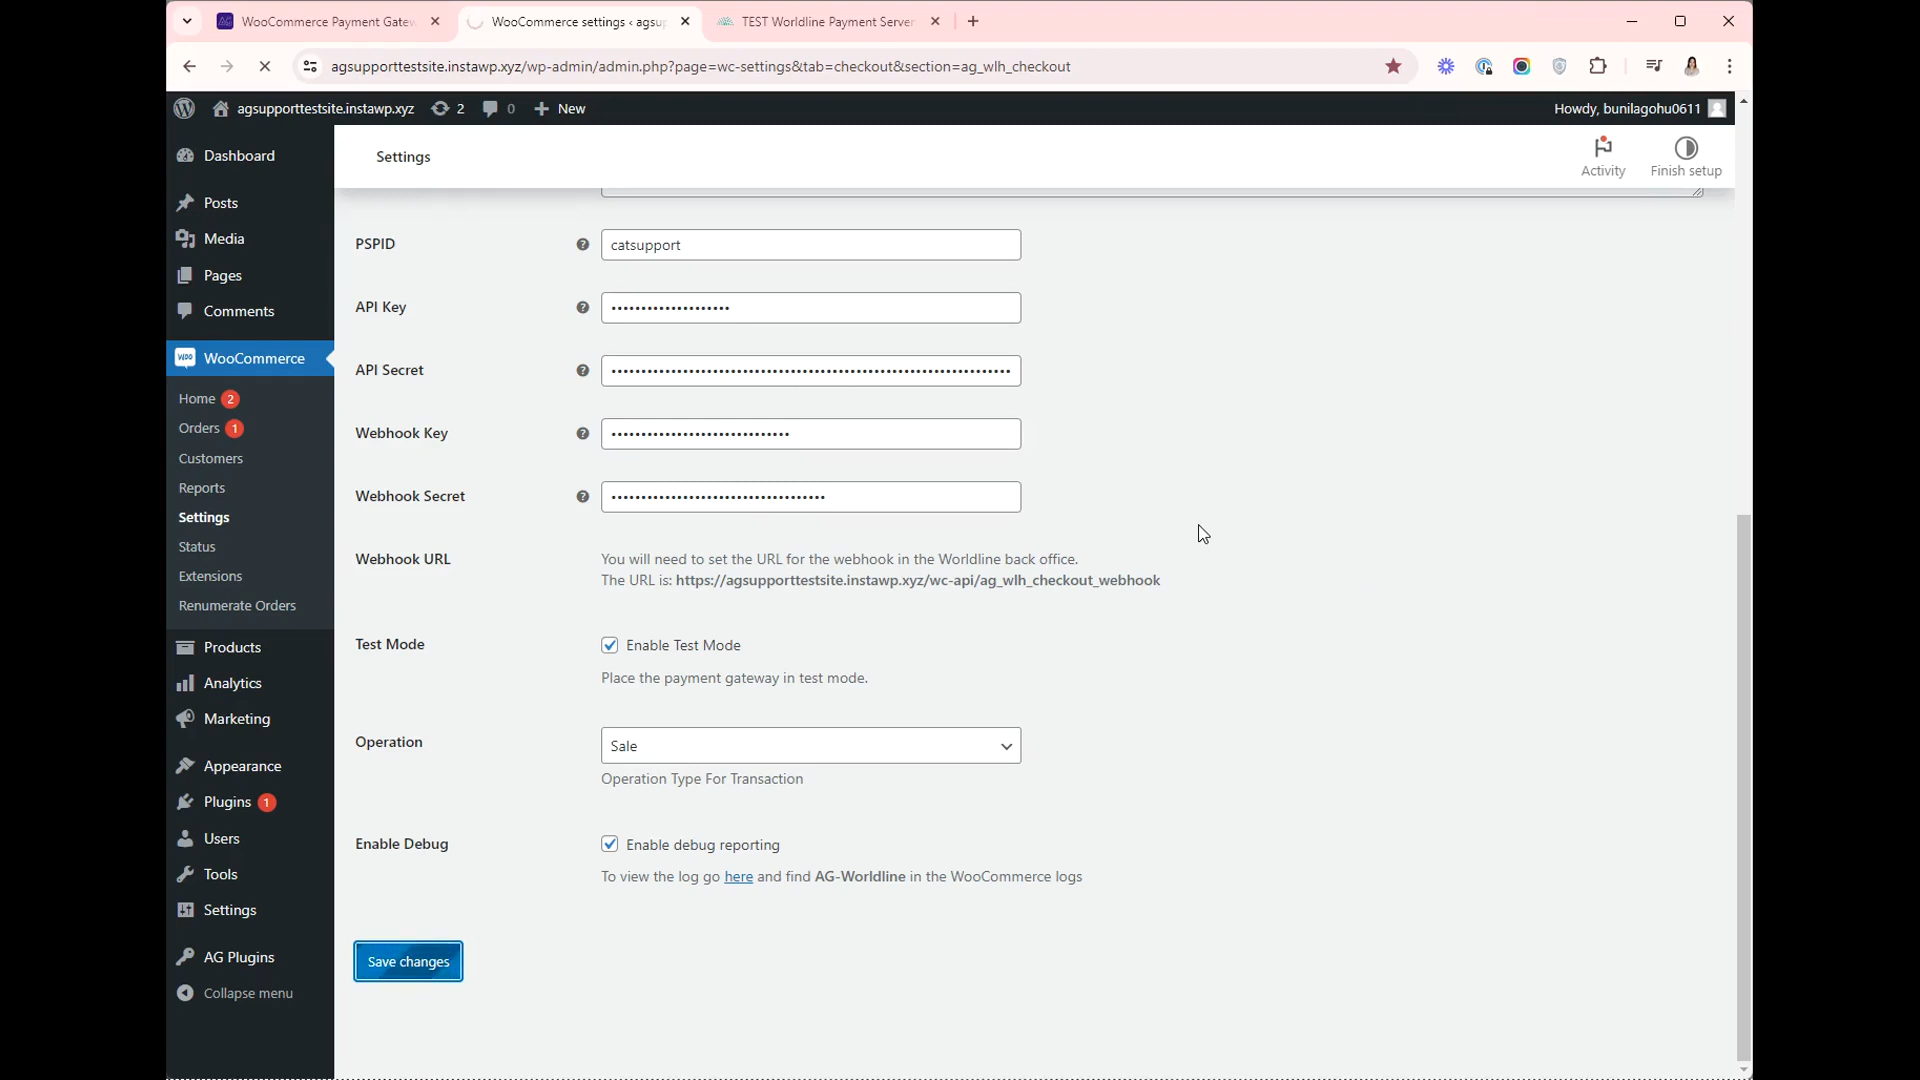 WooCommerce Payment Gatew
WooCommerce settings ‹ agsup
TEST Worldline Payment Server
agsupporttestsite.instawp.xyz/wp-admin/admin.php?page=wc-settings&tab=checkout&section=ag_wlh_checkout
agsupporttestsite.instawp.xyz 2 0 New Howdy, bunilagohu0611
Dashboard
Posts
Media
Pages
Comments
WooCommerce
Home 2
Orders 1
Customers
Reports
Settings
Status
Extensions
Renumerate Orders
Products
Analytics
Marketing
Appearance
Plugins 1
Users
Tools
Settings
AG Plugins
Collapse menu
Settings
Activity
Finish setup
PSPID catsupport
API Key
API Secret
Webhook Key
Webhook Secret
Webhook URL You will need to set the URL for the webhook in the Worldline back office.
The URL is: https://agsupporttestsite.instawp.xyz/wc-api/ag_wlh_checkout_webhook
Test Mode Enable Test Mode
Place the payment gateway in test mode.
Operation Sale
Operation Type For Transaction
Enable Debug Enable debug reporting
To view the log go here and find AG-Worldline in the WooCommerce logs
Save changes